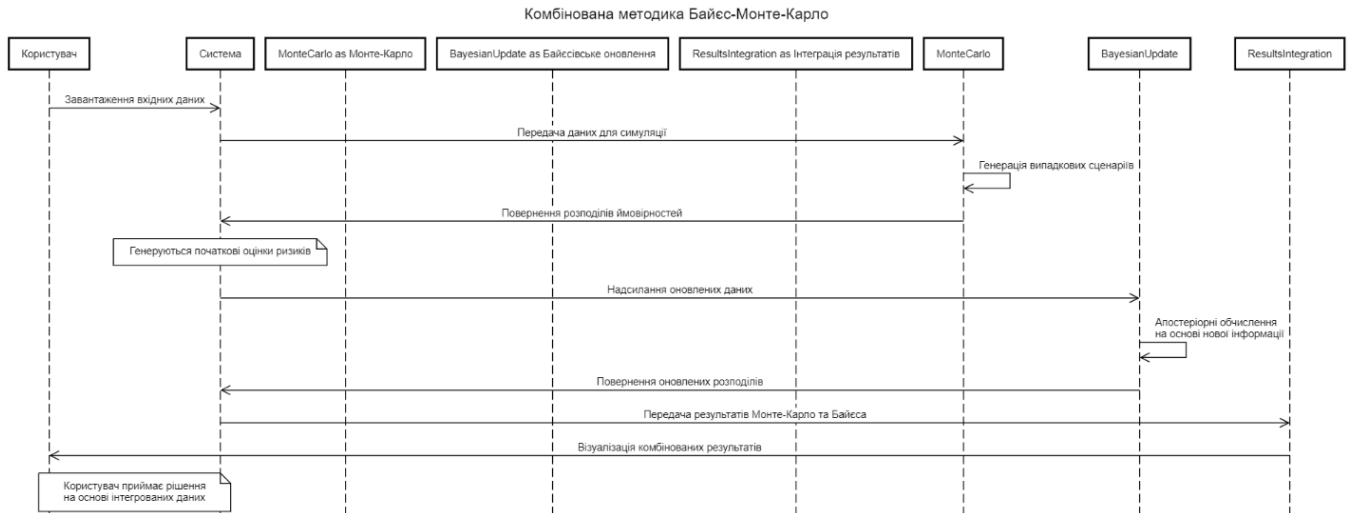 Комбінована методика Байєс-Монте-Карло
Користувач
Система
MonteCarlo as Монте-Карло
BayesianUpdate as Байєсівське оновлення
ResultsIntegration as Інтеграція результатів
MonteCarlo
BayesianUpdate
ResultsIntegration
Завантаження вхідних даних
Передача даних для симуляції
Генерація випадкових сценаріїв
Повернення розподілів ймовірностей
Генеруються початкові оцінки ризиків
Надсилання оновлених даних
Апостеріорні обчислення
на основі нової інформації
Повернення оновлених розподілів
Передача результатів Монте-Карло та Байєса
Візуалізація комбінованих результатів
Користувач приймає рішення
на основі інтегрованих даних